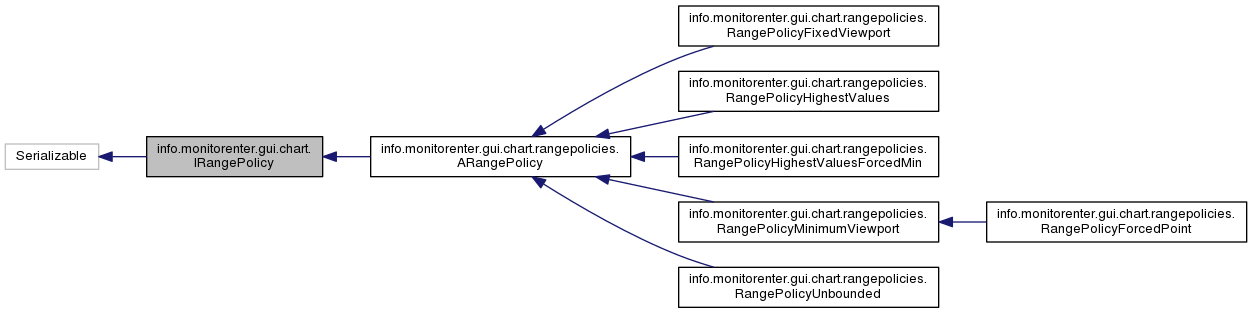 Serializable
info.monitorenter.gui.chart.
IRangePolicy
info.monitorenter.gui.chart.rangepolicies.
ARangePolicy
info.monitorenter.gui.chart.rangepolicies.
RangePolicyFixedViewport
info.monitorenter.gui.chart.rangepolicies.
RangePolicyHighestValues
info.monitorenter.gui.chart.rangepolicies.
RangePolicyHighestValuesForcedMin
info.monitorenter.gui.chart.rangepolicies.
RangePolicyMinimumViewport
info.monitorenter.gui.chart.rangepolicies.
RangePolicyForcedPoint
info.monitorenter.gui.chart.rangepolicies.
RangePolicyUnbounded